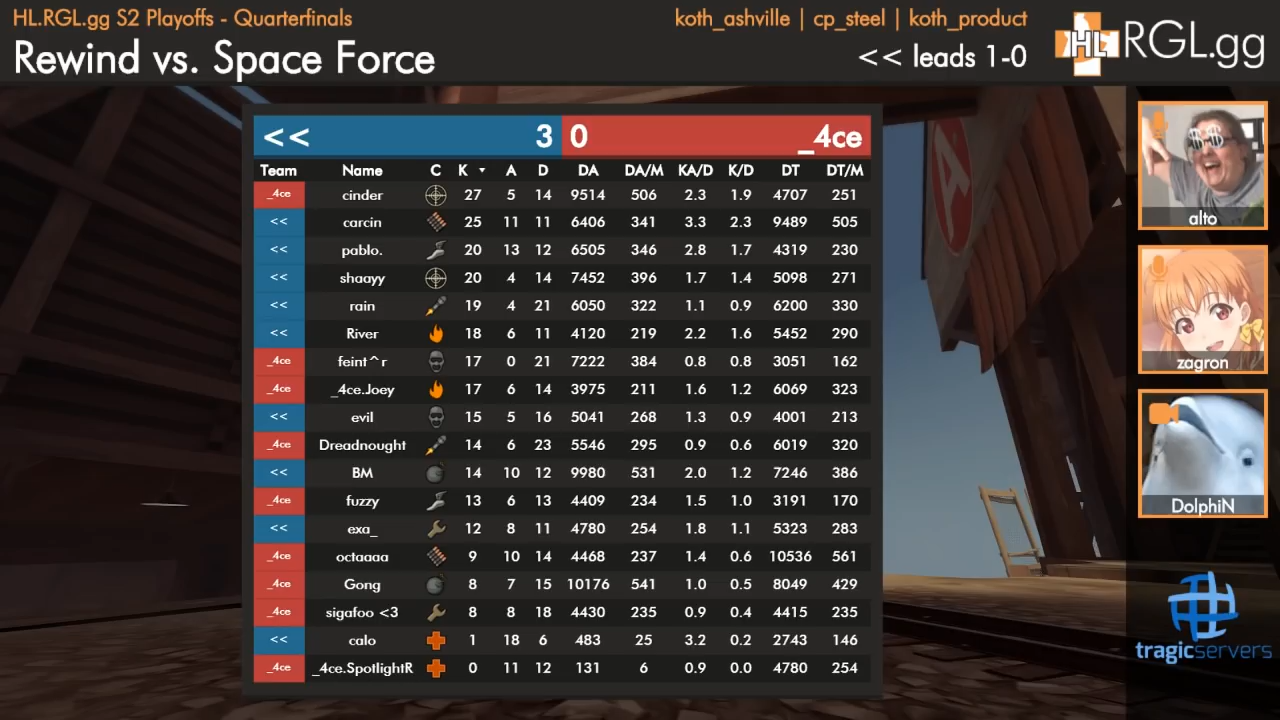 HL.RGL.gg S2 Playoffs - Quarterfinals
Rewind vs. Space Force
koth_ashville | cp_steel | koth_product
<< leads 1-0
HL RGL.gg
<< 3 0 _4ce
Team Name C K A D DA DA/M KA/D K/D DT DT/M
_4ce cinder 27 5 14 9514 506 2.3 1.9 4707 251
<< carcin 25 11 11 6406 341 3.3 2.3 9489 505
<< pablo. 20 13 12 6505 346 2.8 1.7 4319 230
<< shaayy 20 4 14 7452 396 1.7 1.4 5098 271
<< rain 19 4 21 6050 322 1.1 0.9 6200 330
<< River 18 6 11 4120 219 2.2 1.6 5452 290
_4ce feint^r 17 0 21 7222 384 0.8 0.8 3051 162
_4ce _4ce.Joey 17 6 14 3975 211 1.6 1.2 6069 323
<< evil 15 5 16 5041 268 1.3 0.9 4001 213
_4ce Dreadnought 14 6 23 5546 295 0.9 0.6 6019 320
<< BM 14 10 12 9980 531 2.0 1.2 7246 386
_4ce fuzzy 13 6 13 4409 234 1.5 1.0 3191 170
<< exa_ 12 8 11 4780 254 1.8 1.1 5323 283
_4ce octaaaa 9 10 14 4468 237 1.4 0.6 10536 561
_4ce Gong 8 7 15 10176 541 1.0 0.5 8049 429
_4ce sigafoo <3 8 8 18 4430 235 0.9 0.4 4415 235
<< calo 1 18 6 483 25 3.2 0.2 2743 146
_4ce _4ce.SpotlightR 0 11 12 131 6 0.9 0.0 4780 254
alto
zagron
DolphiN
tragicservers